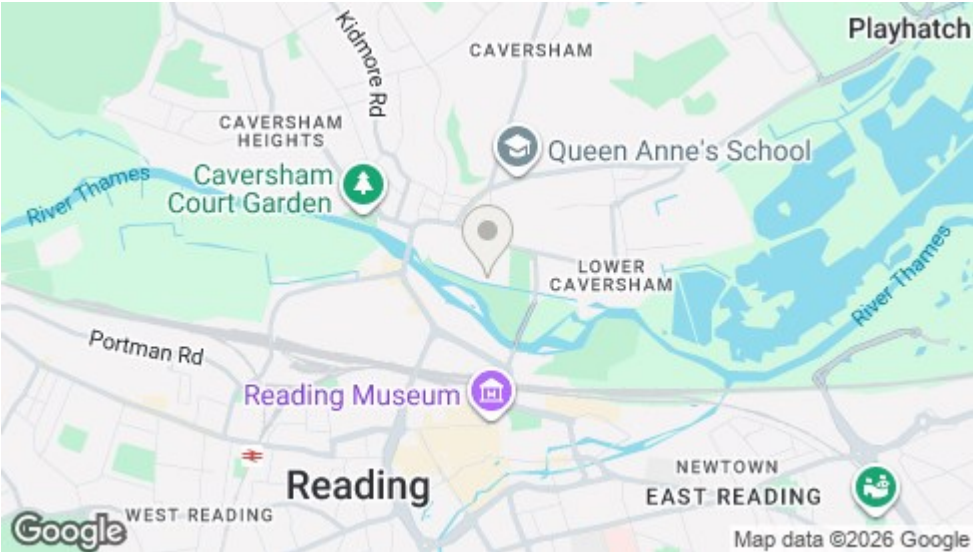 Playhatch
Kidmore Rd
CAVERSHAM
CAVERSHAM
HEIGHTS
Queen Anne's School
Caversham
Court Garden
River Thames
LOWER
CAVERSHAM
River Thames
Portman Rd
Reading Museum
Reading
NEWTOWN
EAST READING
WEST READING
Google
Map data ©2026 Google